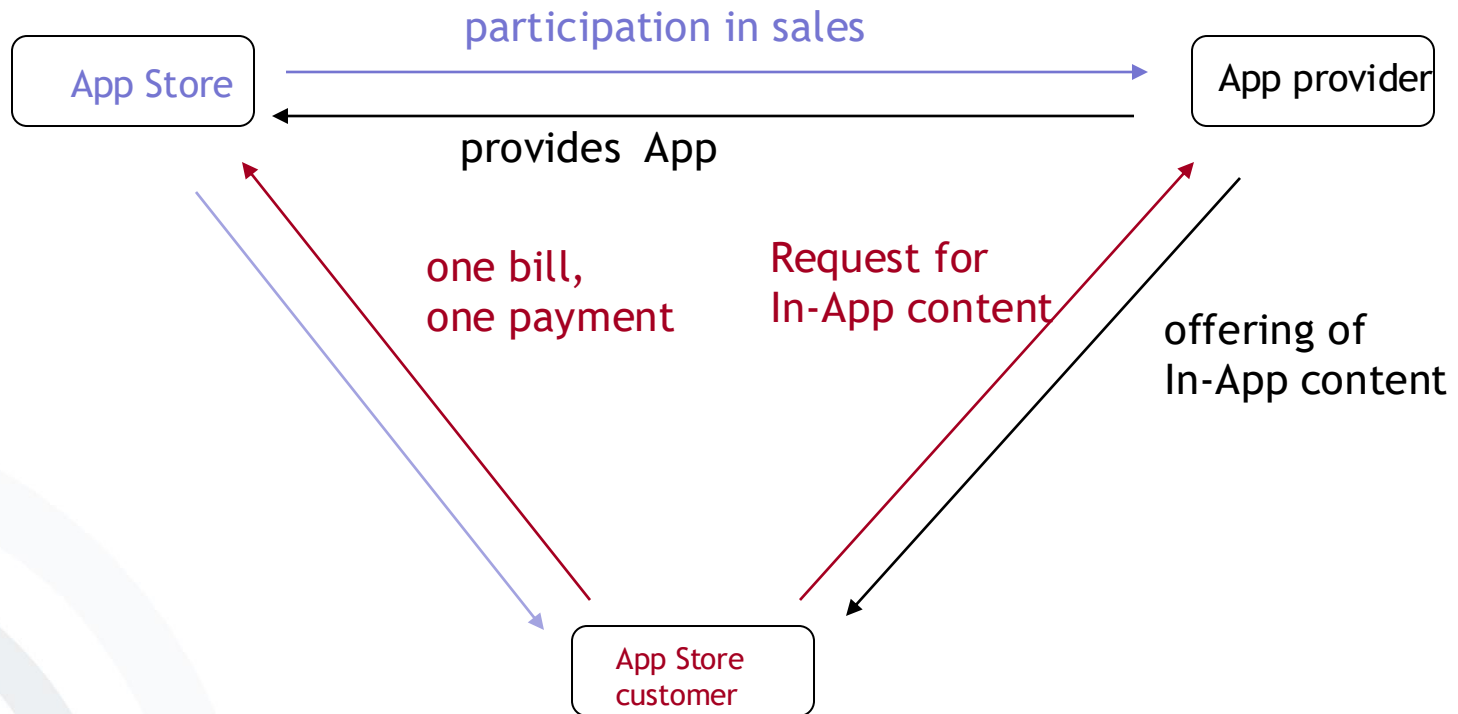 participation in sales
App Store
App provider
provides App
one bill,
one payment
Request for
In-App content
offering of
In-App content
App Store
customer